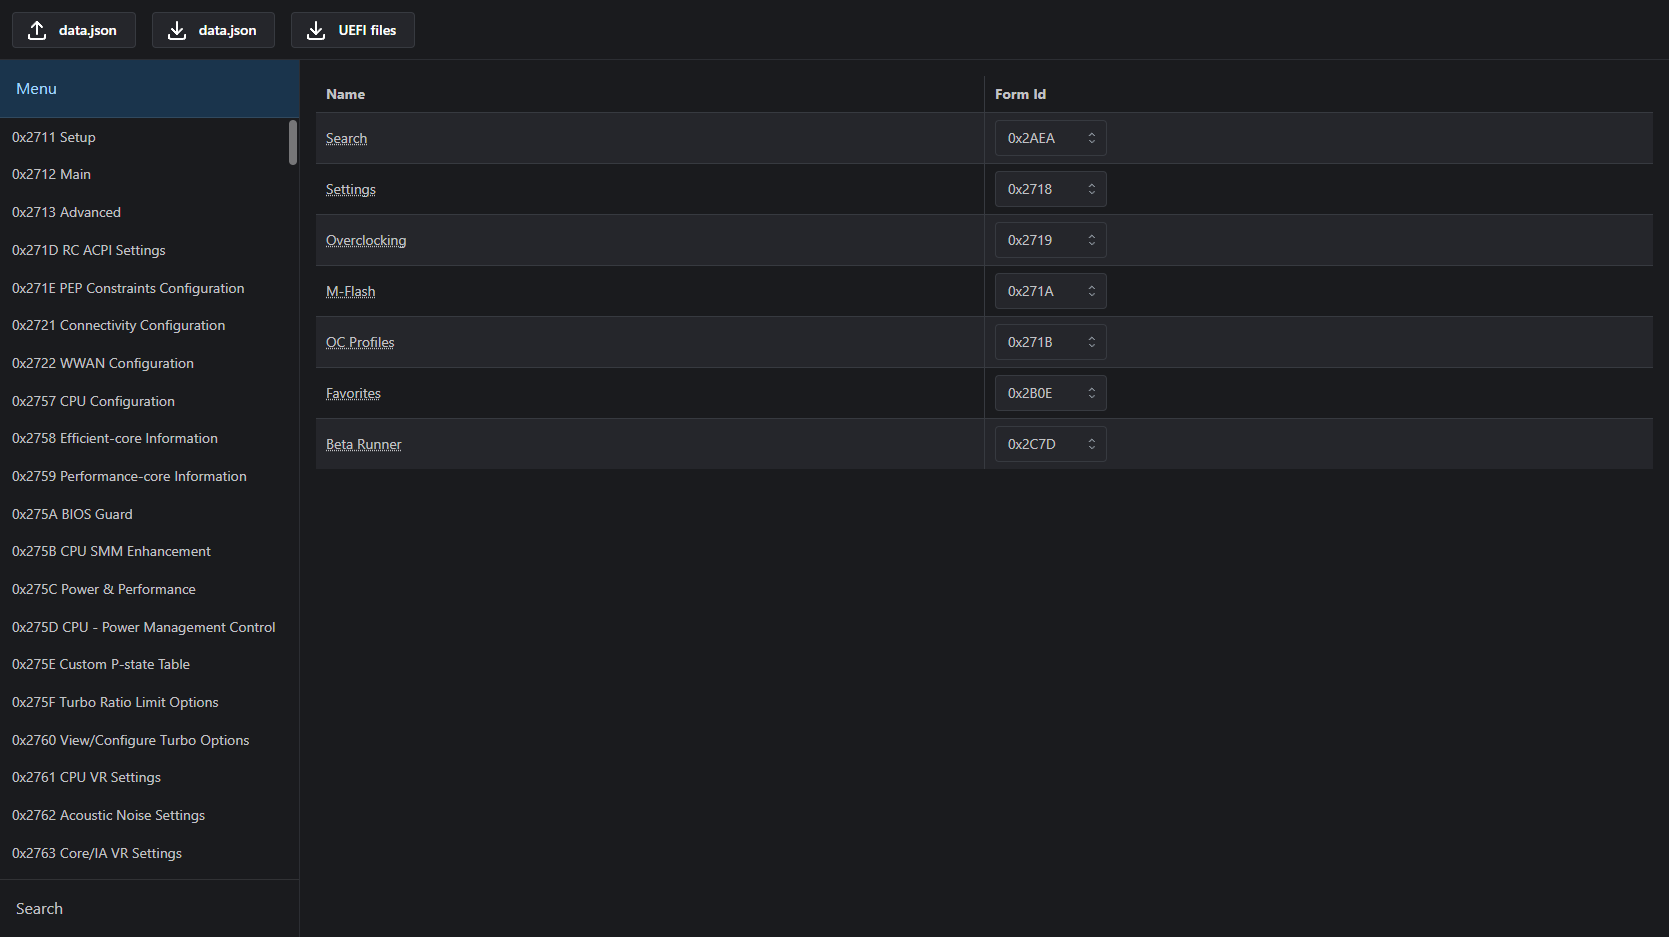 data.json
data.json
UEFI files
Menu
0x2711 Setup
0x2712 Main
0x2713 Advanced
0x271D RC ACPI Settings
0x271E PEP Constraints Configuration
0x2721 Connectivity Configuration
0x2722 WWAN Configuration
0x2757 CPU Configuration
0x2758 Efficient-core Information
0x2759 Performance-core Information
0x275A BIOS Guard
0x275B CPU SMM Enhancement
0x275C Power & Performance
0x275D CPU - Power Management Control
0x275E Custom P-state Table
0x275F Turbo Ratio Limit Options
0x2760 View/Configure Turbo Options
0x2761 CPU VR Settings
0x2762 Acoustic Noise Settings
0x2763 Core/IA VR Settings
Search
Name Form Id
Search 0x2AEA
Settings 0x2718
Overclocking 0x2719
M-Flash 0x271A
OC Profiles 0x271B
Favorites 0x2B0E
Beta Runner 0x2C7D